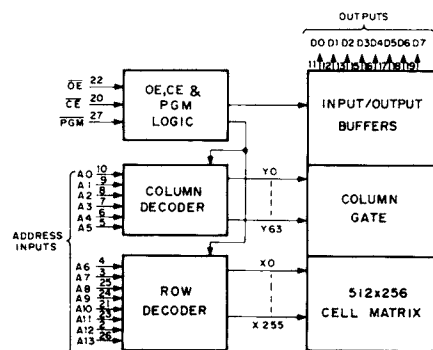 OUTPUTS
D0 D1 D2 D3 D4 D5 D6 D7
11 12 13 15 16 17 18 19
OE 22
CE 20
PGM 27
OE,CE & PGM LOGIC
INPUT/OUTPUT BUFFERS
ADDRESS INPUTS
A0 10
A1 9
A2 8
A3 7
A4 6
A5 5
COLUMN DECODER
Y0
Y63
COLUMN GATE
A6 4
A7 3
A8 25
A9 24
A10 21
A11 23
A12 2
A13 26
ROW DECODER
X0
X255
512x256 CELL MATRIX